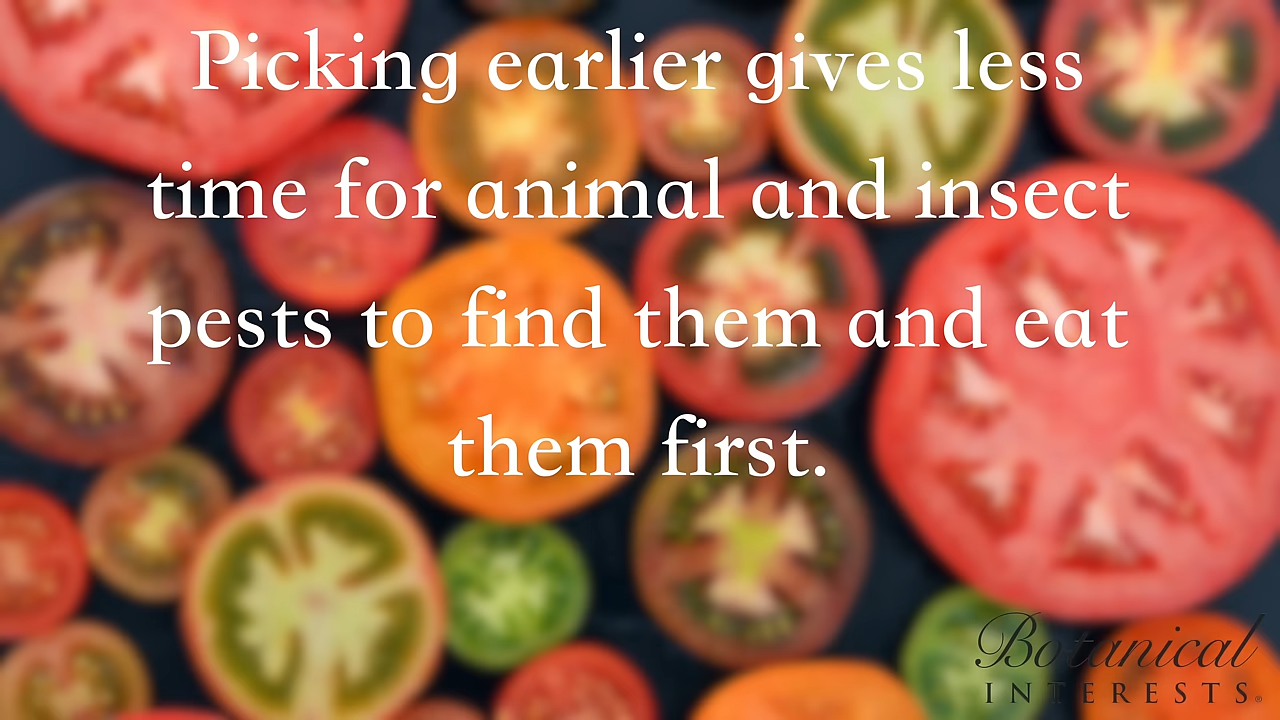 Picking earlier gives less
time for animal and insect
pests to find them and eat
them first.
Botanical
INTERESTS®